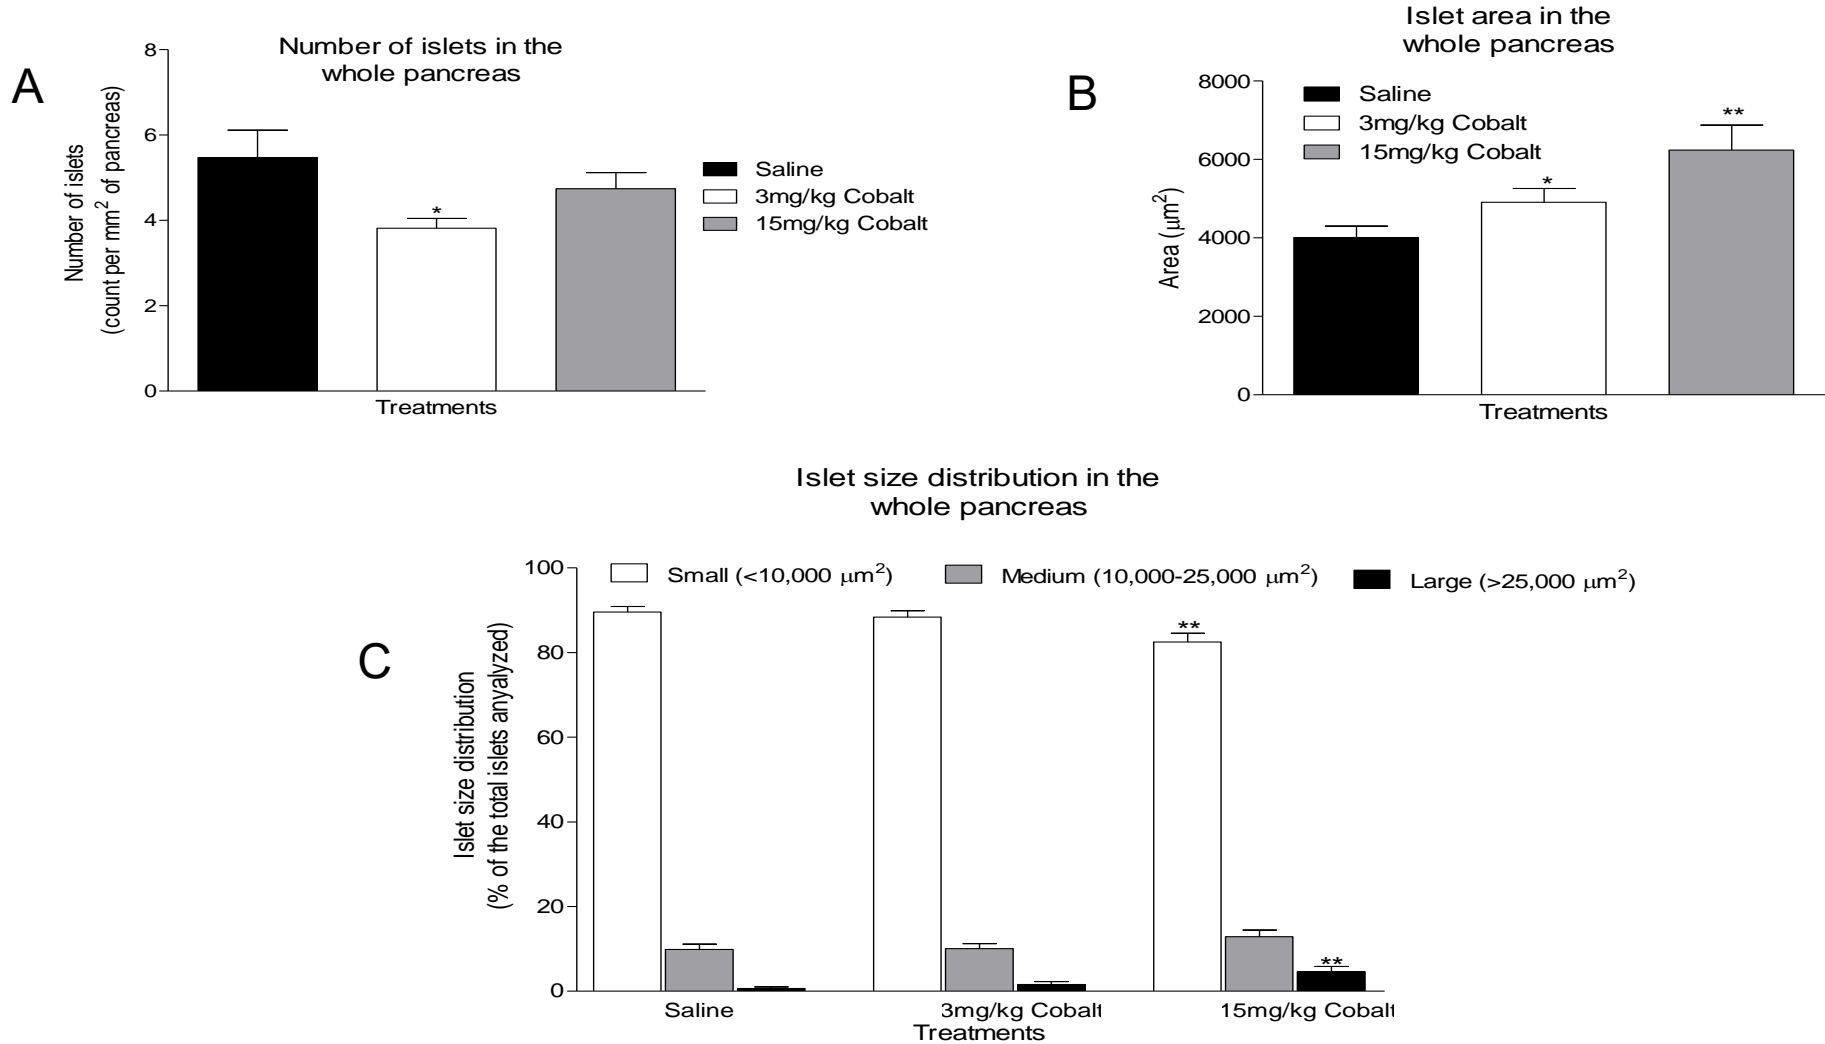 A
Number of islets in the
whole pancreas
Number of islets
(count per mm² of pancreas)
8
6
4
2
0
Treatments
Saline
3mg/kg Cobalt
15mg/kg Cobalt
*
B
Islet area in the
whole pancreas
Area (μm²)
8000
6000
4000
2000
0
Saline
3mg/kg Cobalt
15mg/kg Cobalt
*
**
Treatments
C
Islet size distribution in the
whole pancreas
Islet size distribution
(% of the total islets anyalyzed)
100
80
60
40
20
0
Small (<10,000 μm²)
Medium (10,000-25,000 μm²)
Large (>25,000 μm²)
**
**
Saline
3mg/kg Cobalt
15mg/kg Cobalt
Treatments